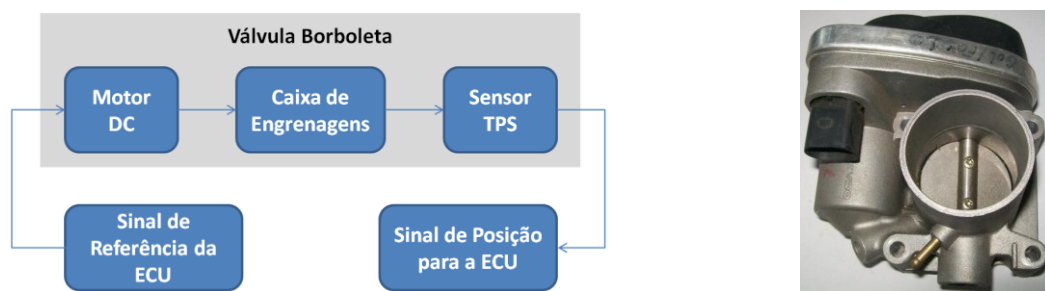 Válvula Borboleta
Motor
DC
Caixa de
Engrenagens
Sensor
TPS
Sinal de
Referência da
ECU
Sinal de Posição
para a ECU